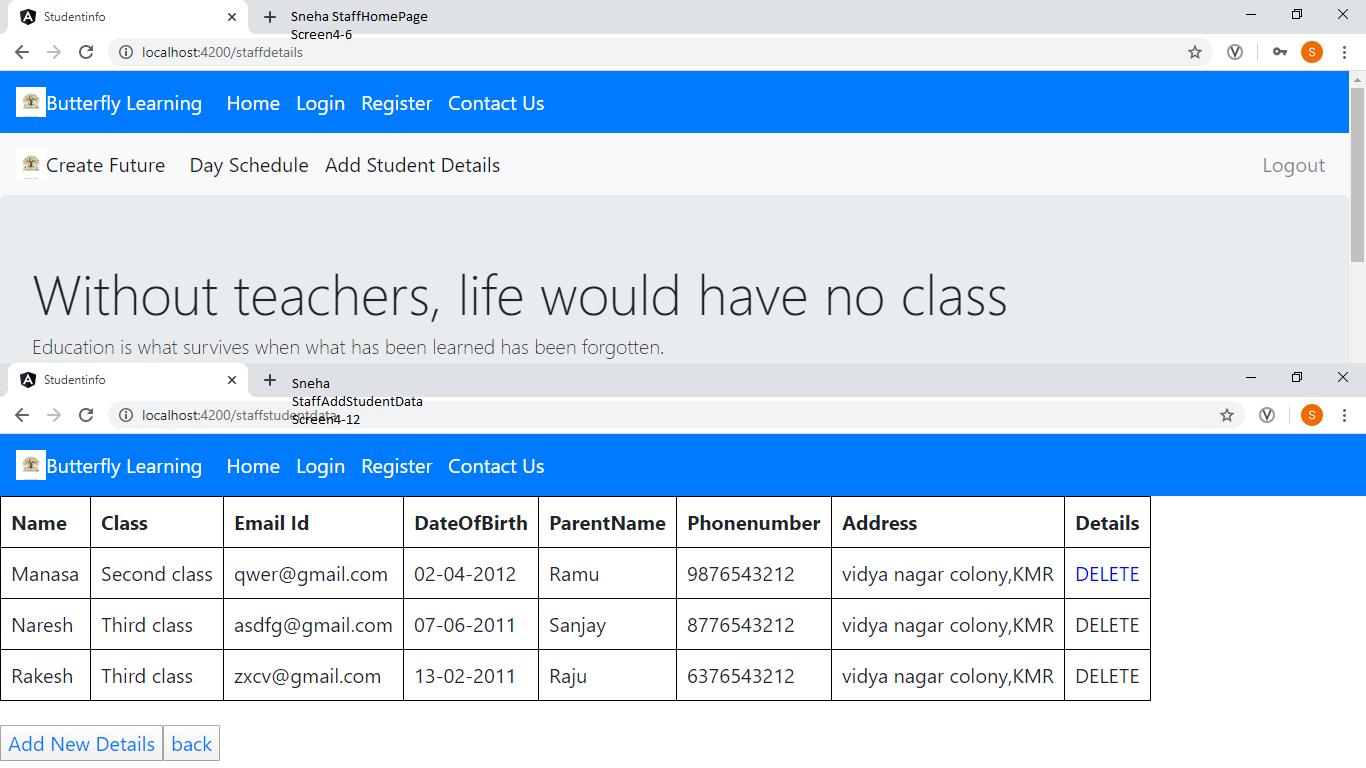 Studentinfo
Sneha StaffHomePage
Screen4-6
localhost:4200/staffdetails
S
Butterfly Learning Home Login Register Contact Us
Create Future Day Schedule Add Student Details Logout
Without teachers, life would have no class
Education is what survives when what has been learned has been forgotten.
Studentinfo
Sneha
StaffAddStudentData
Screen4-12
localhost:4200/staffstudentdata
S
Butterfly Learning Home Login Register Contact Us
Name Class Email Id DateOfBirth ParentName Phonenumber Address Details
Manasa Second class qwer@gmail.com 02-04-2012 Ramu 9876543212 vidya nagar colony,KMR DELETE
Naresh Third class asdfg@gmail.com 07-06-2011 Sanjay 8776543212 vidya nagar colony,KMR DELETE
Rakesh Third class zxcv@gmail.com 13-02-2011 Raju 6376543212 vidya nagar colony,KMR DELETE
Add New Details back